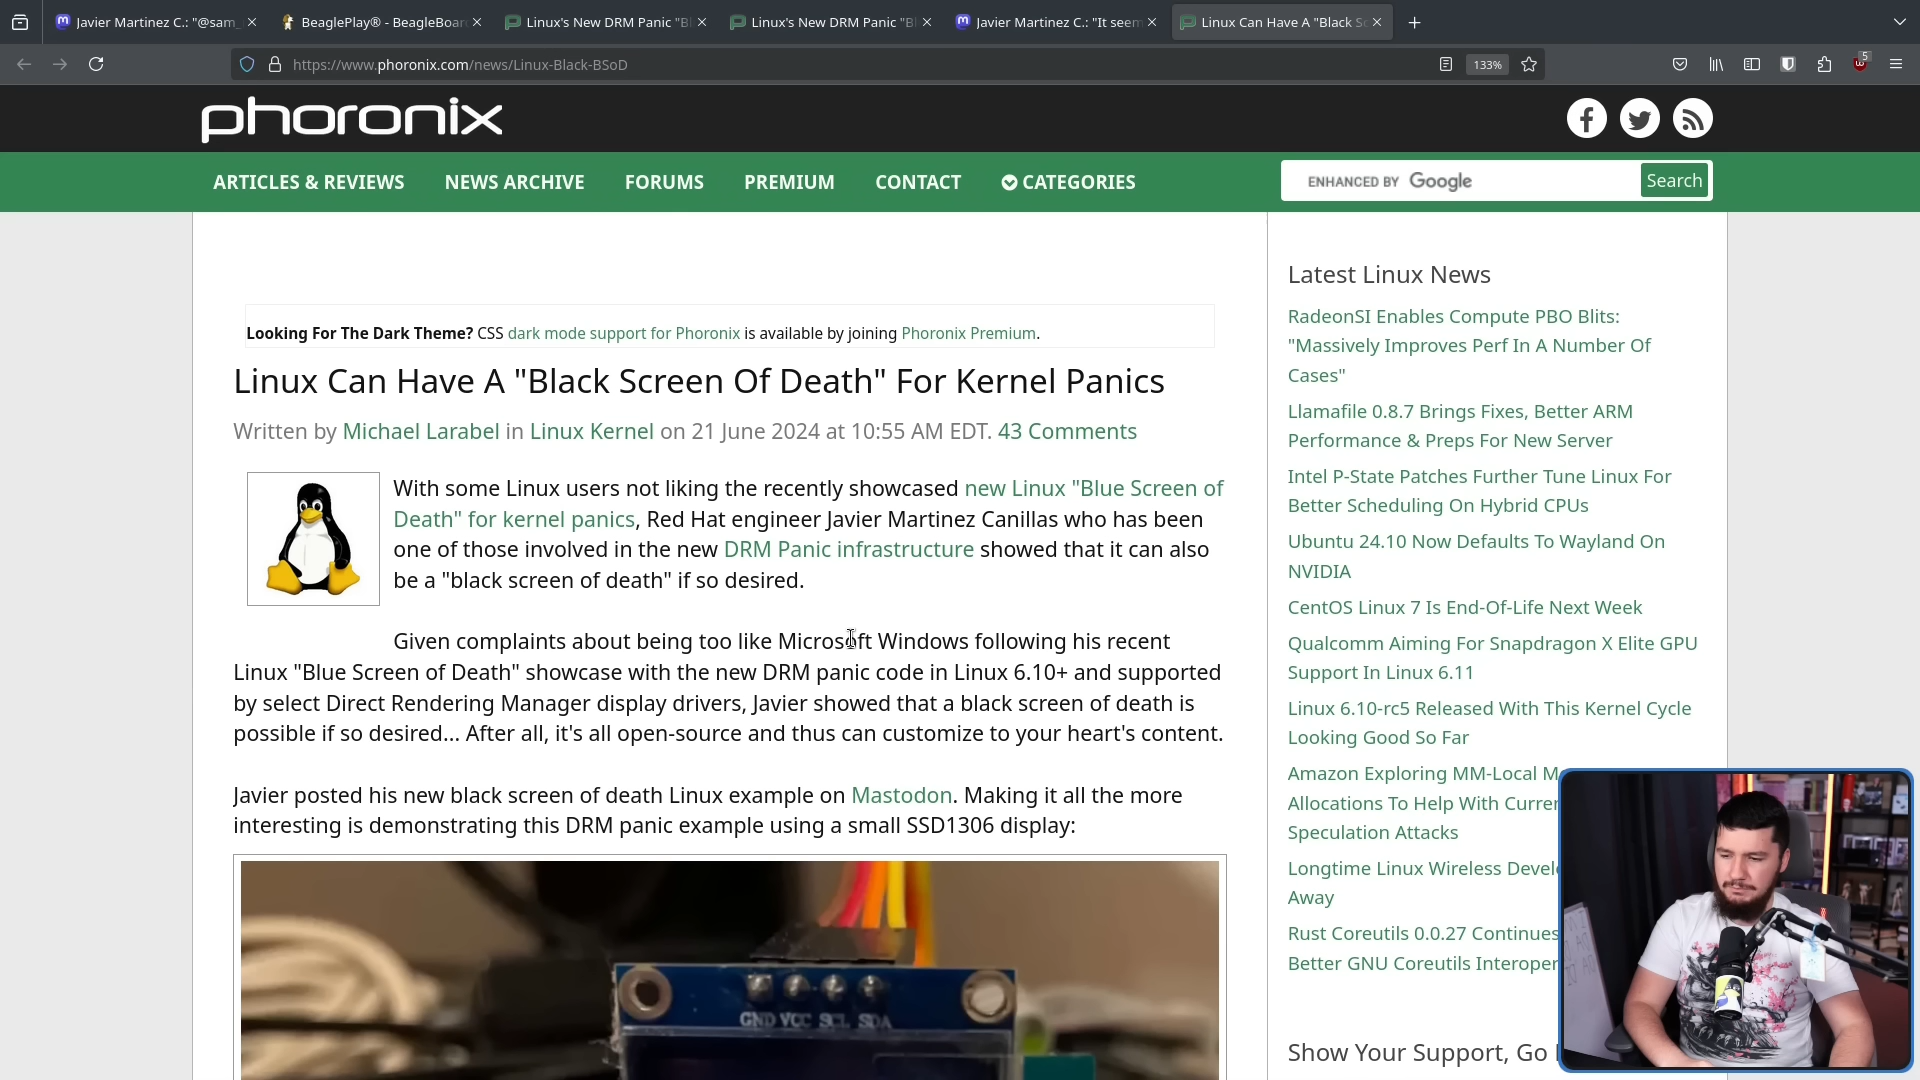 Javier Martinez C.: "@sam_
BeaglePlay® - BeagleBoar
Linux's New DRM Panic "Bl
Linux's New DRM Panic "Bl
Javier Martinez C.: "It seem
Linux Can Have A "Black Sc
https://www.phoronix.com/news/Linux-Black-BSoD
133%
5
phoronix
ARTICLES & REVIEWS
NEWS ARCHIVE
FORUMS
PREMIUM
CONTACT
CATEGORIES
ENHANCED BY Google
Search
Looking For The Dark Theme? CSS dark mode support for Phoronix is available by joining Phoronix Premium.
Linux Can Have A "Black Screen Of Death" For Kernel Panics
Written by Michael Larabel in Linux Kernel on 21 June 2024 at 10:55 AM EDT. 43 Comments
With some Linux users not liking the recently showcased new Linux "Blue Screen of
Death" for kernel panics, Red Hat engineer Javier Martinez Canillas who has been
one of those involved in the new DRM Panic infrastructure showed that it can also
be a "black screen of death" if so desired.
Given complaints about being too like Microsoft Windows following his recent
Linux "Blue Screen of Death" showcase with the new DRM panic code in Linux 6.10+ and supported
by select Direct Rendering Manager display drivers, Javier showed that a black screen of death is
possible if so desired... After all, it's all open-source and thus can customize to your heart's content.
Javier posted his new black screen of death Linux example on Mastodon. Making it all the more
interesting is demonstrating this DRM panic example using a small SSD1306 display:
GND VCC SCL SDA
Latest Linux News
RadeonSI Enables Compute PBO Blits:
"Massively Improves Perf In A Number Of
Cases"
Llamafile 0.8.7 Brings Fixes, Better ARM
Performance & Preps For New Server
Intel P-State Patches Further Tune Linux For
Better Scheduling On Hybrid CPUs
Ubuntu 24.10 Now Defaults To Wayland On
NVIDIA
CentOS Linux 7 Is End-Of-Life Next Week
Qualcomm Aiming For Snapdragon X Elite GPU
Support In Linux 6.11
Linux 6.10-rc5 Released With This Kernel Cycle
Looking Good So Far
Amazon Exploring MM-Local M
Allocations To Help With Curren
Speculation Attacks
Longtime Linux Wireless Develo
Away
Rust Coreutils 0.0.27 Continues
Better GNU Coreutils Interoper
Show Your Support, Go